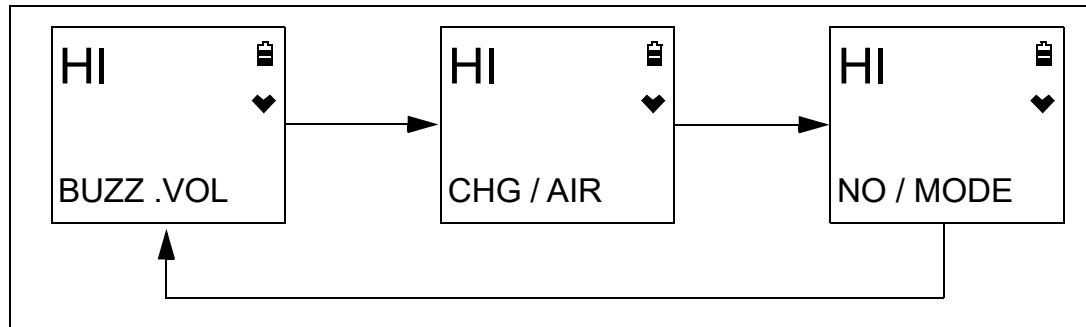 HI
BUZZ .VOL
HI
CHG / AIR
HI
NO / MODE